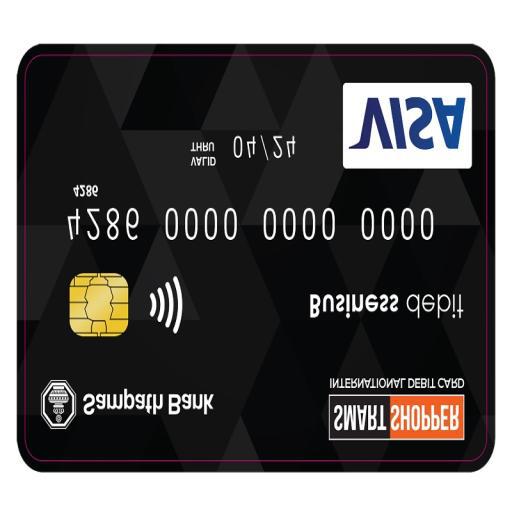 Sampath Bank
SMART SHOPPER
INTERNATIONAL DEBIT CARD
Business debit
4286 0000 0000 0000
4286
VALID
THRU 04/24
VISA